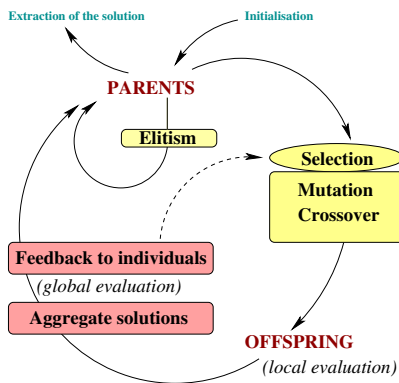 Extraction of the solution
Initialisation
PARENTS
Elitism
Selection
Mutation
Crossover
Feedback to individuals
(global evaluation)
Aggregate solutions
OFFSPRING
(local evaluation)